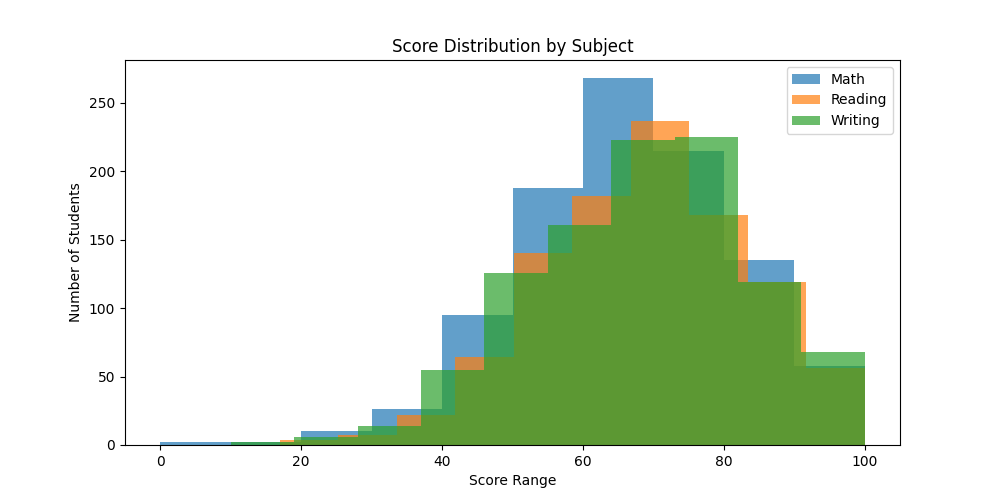 Score Distribution by Subject
Math
Reading
Writing
Number of Students
250
200
150
100
50
0
0 20 40 60 80 100
Score Range